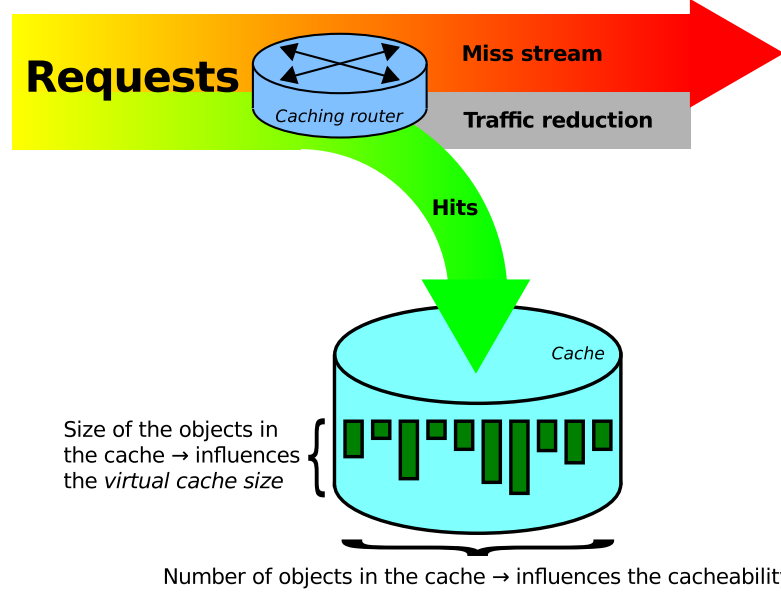 Requests
Miss stream
Caching router
Traffic reduction
Hits
Cache
Size of the objects in
the cache → influences
the virtual cache size
Number of objects in the cache → influences the cacheabilit